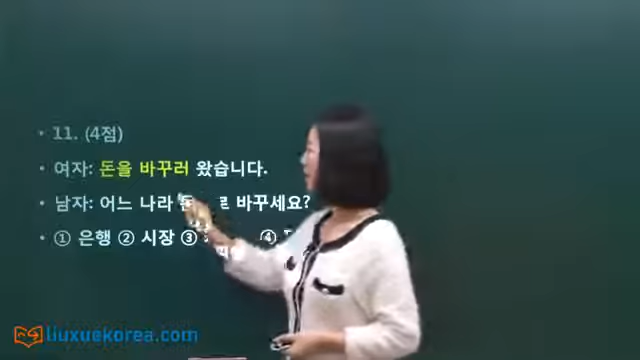 • 11. (4점)
• 여자: 돈을 바꾸러 왔습니다.
• 남자: 어느 나라 로 바꾸세요?
• ① 은행 ② 시장 ③ ④
liuxuekorea.com